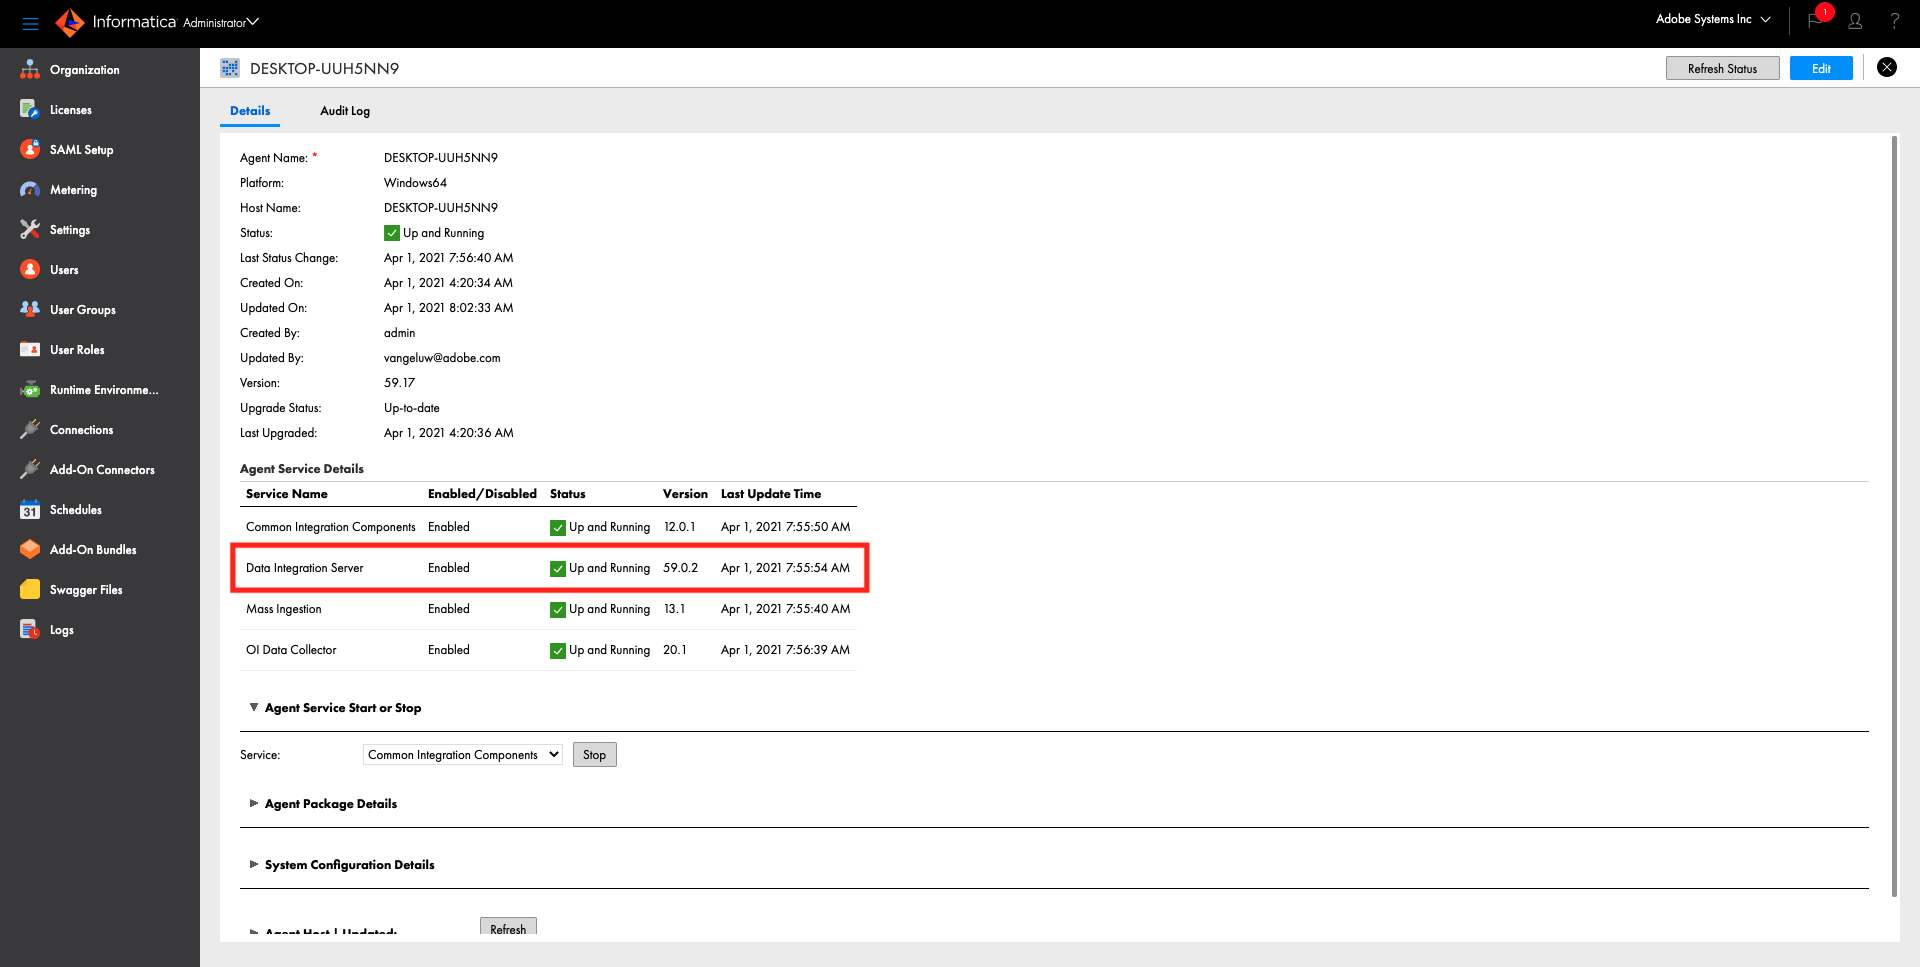 Informatica Administrator
Adobe Systems Inc
1
?
Organization
Licenses
SAML Setup
Metering
Settings
Users
User Groups
User Roles
Runtime Environme...
Connections
Add-On Connectors
31 Schedules
Add-On Bundles
Swagger Files
Logs
DESKTOP-UUH5NN9
Refresh Status
Edit
Details Audit Log
Agent Name: * DESKTOP-UUH5NN9
Platform: Windows64
Host Name: DESKTOP-UUH5NN9
Status: Up and Running
Last Status Change: Apr 1, 2021 7:56:40 AM
Created On: Apr 1, 2021 4:20:34 AM
Updated On: Apr 1, 2021 8:02:33 AM
Created By: admin
Updated By: vangeluw@adobe.com
Version: 59.17
Upgrade Status: Up-to-date
Last Upgraded: Apr 1, 2021 4:20:36 AM
Agent Service Details
Service Name Enabled/Disabled Status Version Last Update Time
Common Integration Components Enabled Up and Running 12.0.1 Apr 1, 2021 7:55:50 AM
Data Integration Server Enabled Up and Running 59.0.2 Apr 1, 2021 7:55:54 AM
Mass Ingestion Enabled Up and Running 13.1 Apr 1, 2021 7:55:40 AM
OI Data Collector Enabled Up and Running 20.1 Apr 1, 2021 7:56:39 AM
Agent Service Start or Stop
Service: Common Integration Components Stop
Agent Package Details
System Configuration Details
Agent Host | Updated: Refresh